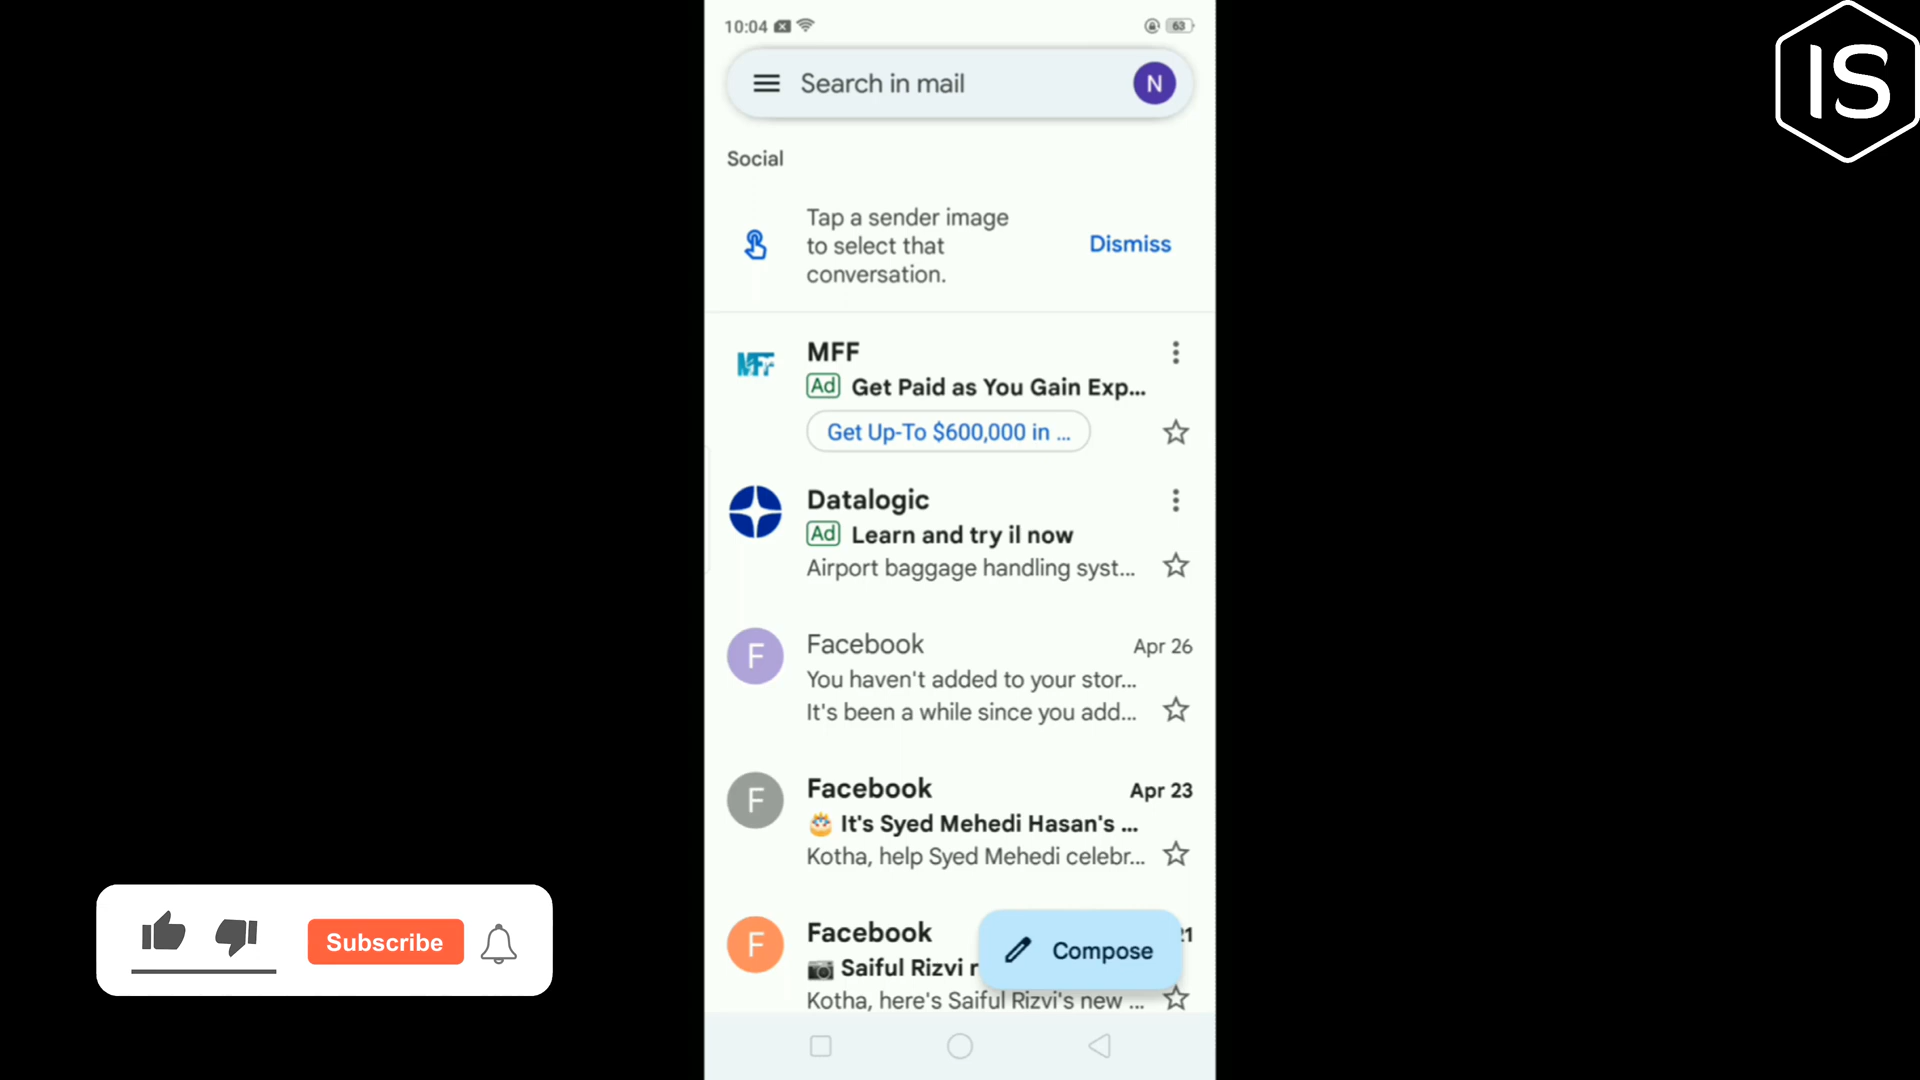 10:04
63
IS
Search in mail
N
Social
Tap a sender image
to select that
conversation.
Dismiss
MFF
MFF
Ad Get Paid as You Gain Exp...
Get Up-To $600,000 in ...
Datalogic
Ad Learn and try il now
Airport baggage handling syst...
F
Facebook
Apr 26
You haven't added to your stor...
It's been a while since you add...
F
Facebook
Apr 23
🎂 It's Syed Mehedi Hasan's ...
Kotha, help Syed Mehedi celebr...
F
Facebook
21
📷 Saiful Rizvi r
Kotha, here's Saiful Rizvi's new ...
Compose
Subscribe